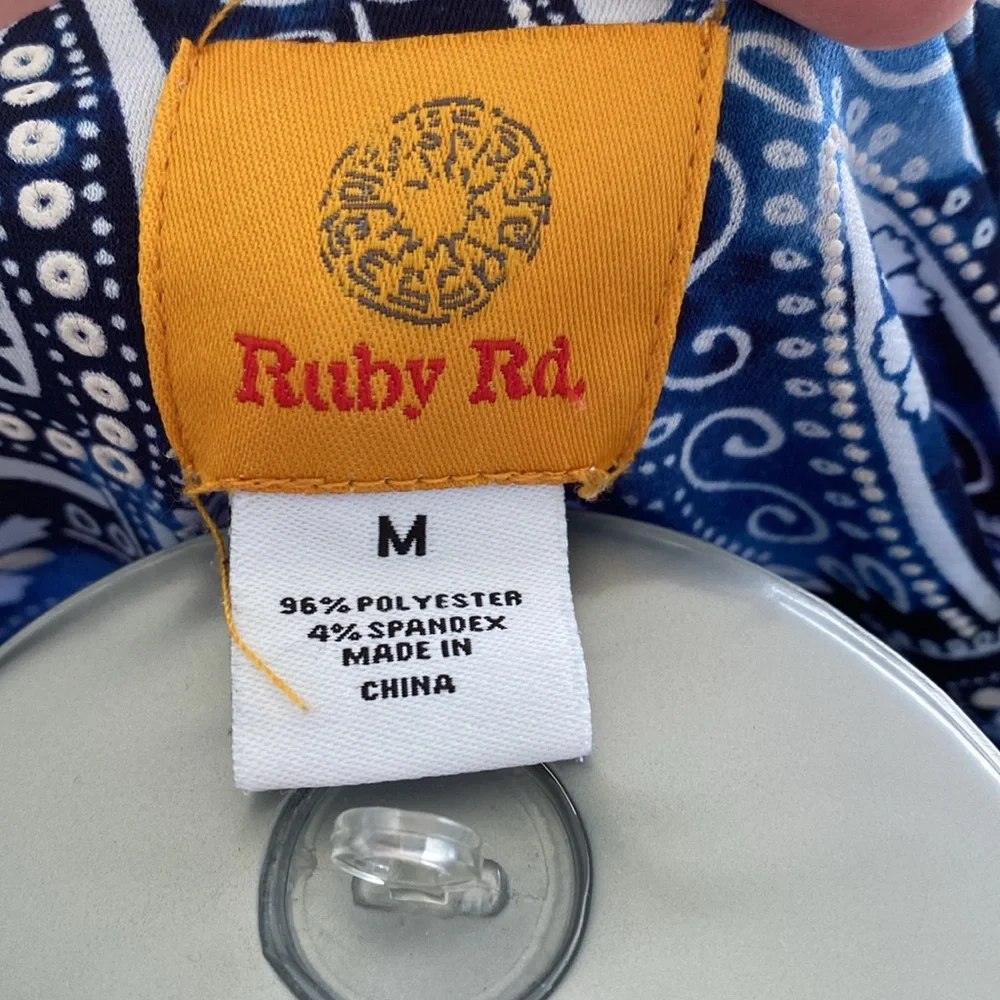 Ruby Rd.
M
96% POLYESTER
4% SPANDEX
MADE IN
CHINA